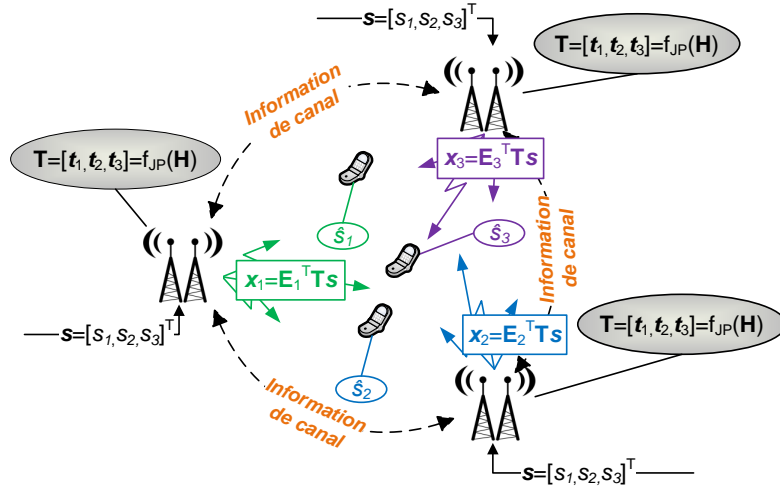 s=[s1,s2,s3]T
T=[t1,t2,t3]=fJP(H)
Information
de canal
T=[t1,t2,t3]=fJP(H)
x3=E3TTs
ŝ1
ŝ3
Information
de canal
x1=E1TTs
s=[s1,s2,s3]T
x2=E2TTs
T=[t1,t2,t3]=fJP(H)
ŝ2
Information
de canal
s=[s1,s2,s3]T